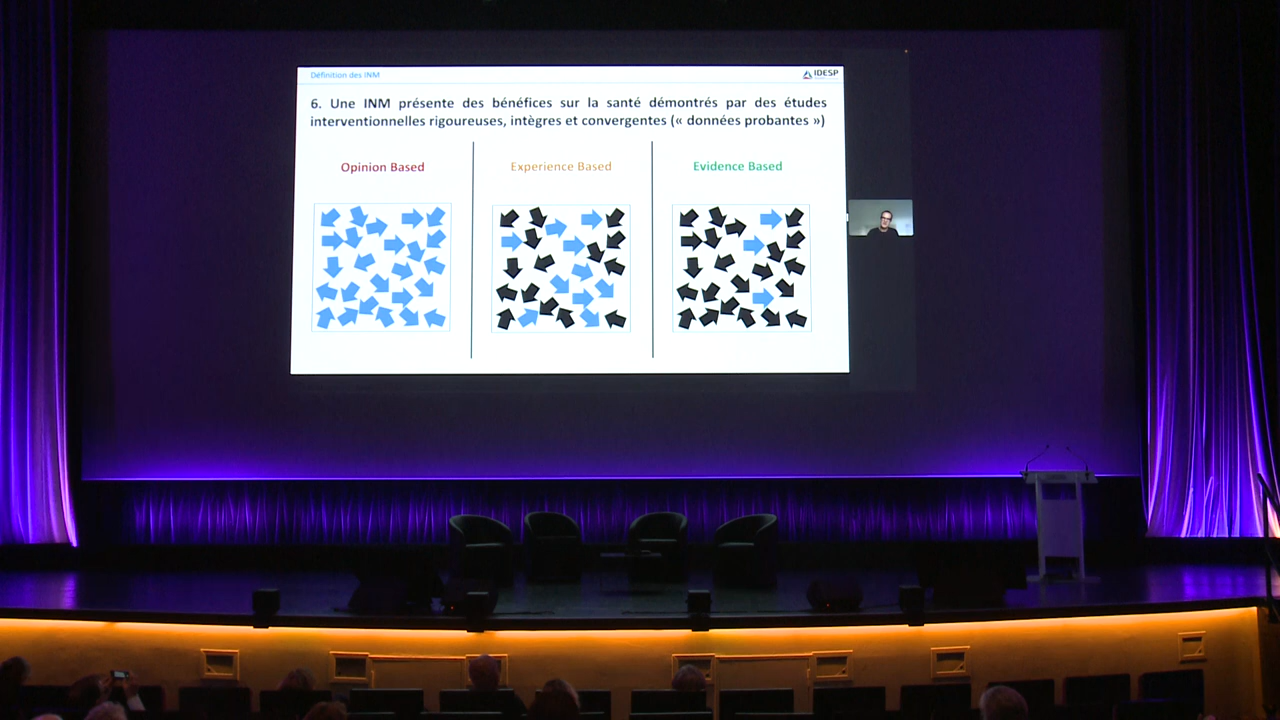 Définition des INM
IDESP
6. Une INM présente des bénéfices sur la santé démontrés par des études
interventionnelles rigoureuses, intègres et convergentes (« données probantes »)
Opinion Based
Experience Based
Evidence Based